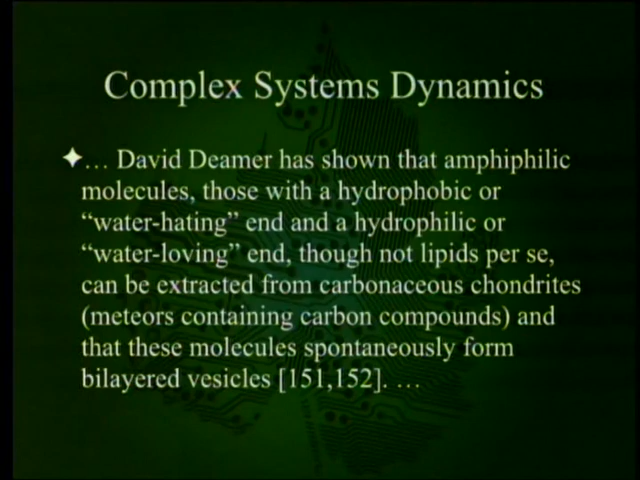 Complex Systems Dynamics
… David Deamer has shown that amphiphilic
molecules, those with a hydrophobic or
“water-hating” end and a hydrophilic or
“water-loving” end, though not lipids per se,
can be extracted from carbonaceous chondrites
(meteors containing carbon compounds) and
that these molecules spontaneously form
bilayered vesicles [151,152]. …